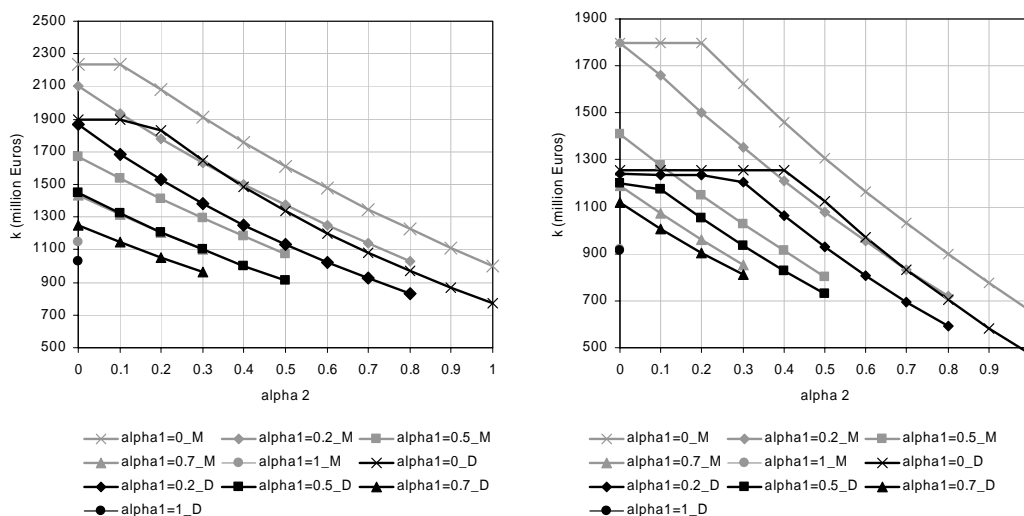 2500
2300
2100
1900
1700
1500
1300
1100
900
700
500
k (million Euros)
0 0.1 0.2 0.3 0.4 0.5 0.6 0.7 0.8 0.9 1
alpha 2
alpha1=0_M alpha1=0.2_M alpha1=0.5_M
alpha1=0.7_M alpha1=1_M alpha1=0_D
alpha1=0.2_D alpha1=0.5_D alpha1=0.7_D
alpha1=1_D
1900
1700
1500
1300
1100
900
700
500
k (million Euros)
0 0.1 0.2 0.3 0.4 0.5 0.6 0.7 0.8 0.9
alpha 2
alpha1=0_M alpha1=0.2_M alpha1=0.5_M
alpha1=0.7_M alpha1=1_M alpha1=0_D
alpha1=0.2_D alpha1=0.5_D alpha1=0.7_D
alpha1=1_D